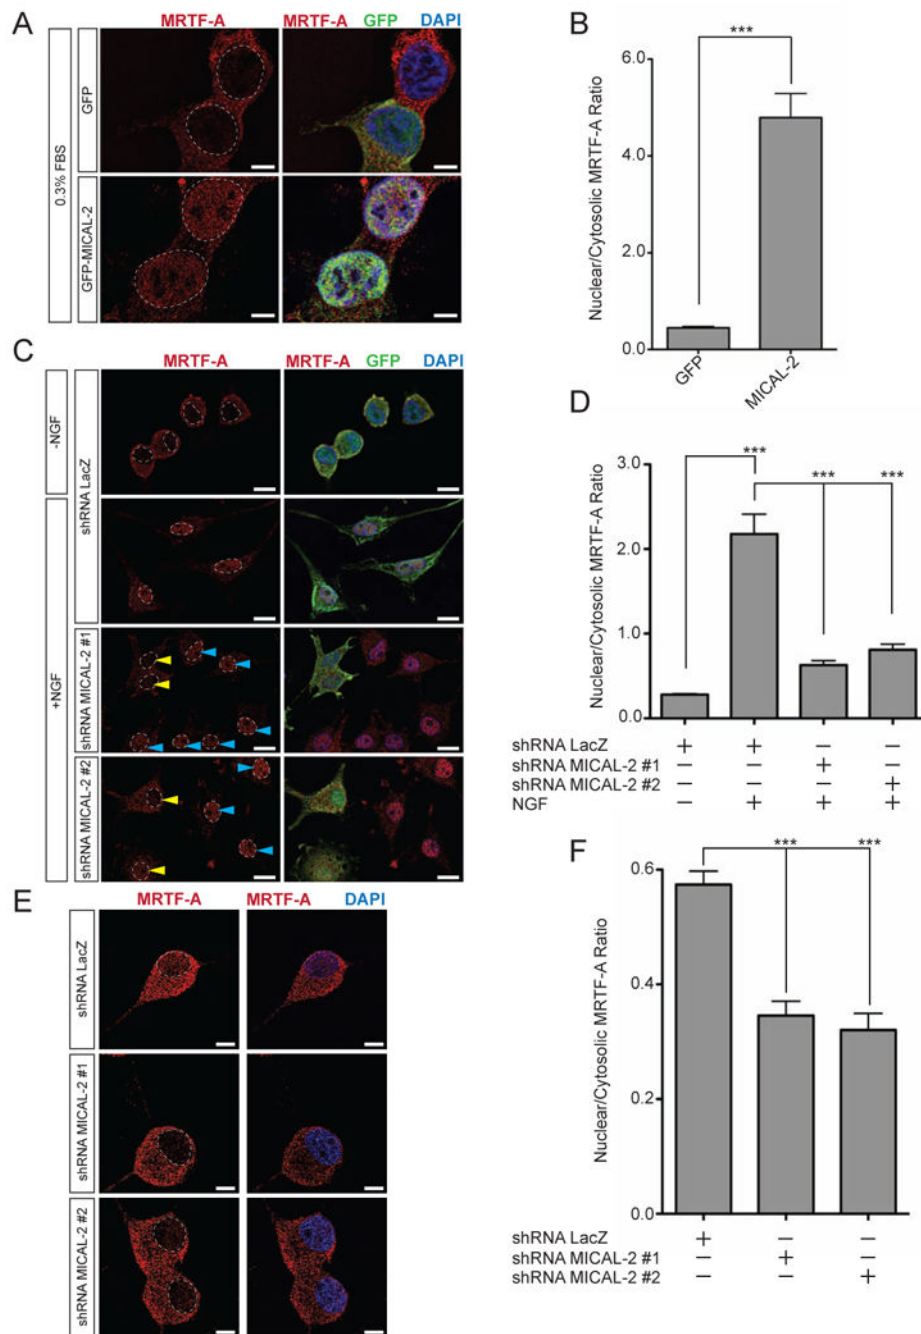 A
MRTF-A
MRTF-A GFP DAPI
0.3% FBS
GFP
GFP-MICAL-2
B
***
Nuclear/Cytosolic MRTF-A Ratio
6.0
4.0
2.0
0.0
GFP
MICAL-2
C
MRTF-A
MRTF-A GFP DAPI
-NGF
+NGF
shRNA LacZ
shRNA MICAL-2 #1
shRNA MICAL-2 #2
D
*** *** ***
Nuclear/Cytosolic MRTF-A Ratio
3.0
2.0
1.0
0.0
shRNA LacZ + + – –
shRNA MICAL-2 #1 – – + –
shRNA MICAL-2 #2 – – – +
NGF – + + +
E
MRTF-A
MRTF-A DAPI
shRNA LacZ
shRNA MICAL-2 #1
shRNA MICAL-2 #2
F
*** ***
Nuclear/Cytosolic MRTF-A Ratio
0.6
0.4
0.2
0.0
shRNA LacZ + – –
shRNA MICAL-2 #1 – + –
shRNA MICAL-2 #2 – – +